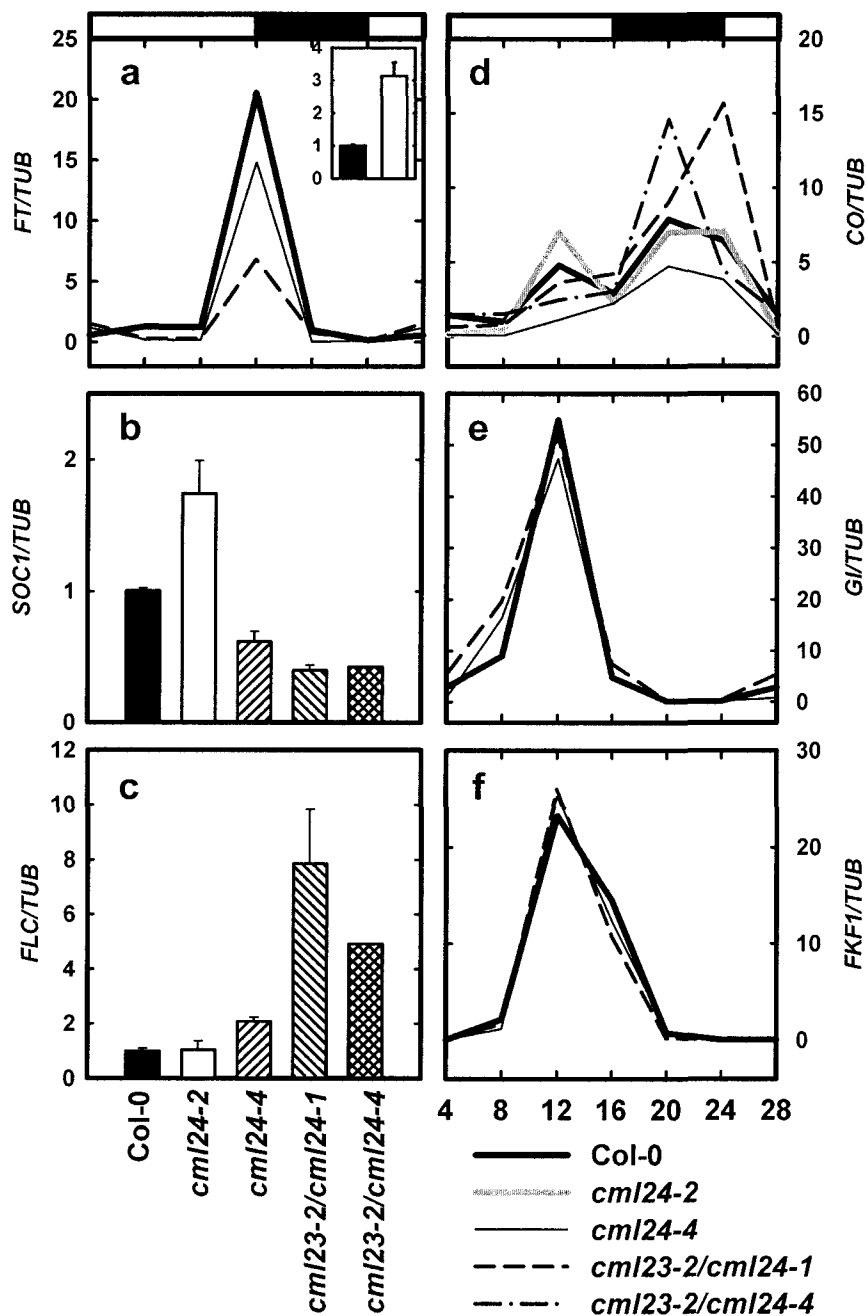 a
FT/TUB
25
20
15
10
5
0
4
3
2
1
0
b
SOC1/TUB
2
1
0
c
FLC/TUB
12
10
8
6
4
2
0
Col-0
cml24-2
cml24-4
cml23-2/cml24-1
cml23-2/cml24-4
d
CO/TUB
20
15
10
5
0
e
GI/TUB
60
50
40
30
20
10
0
f
FKF1/TUB
30
20
10
0
4 8 12 16 20 24 28
Col-0
cml24-2
cml24-4
cml23-2/cml24-1
cml23-2/cml24-4